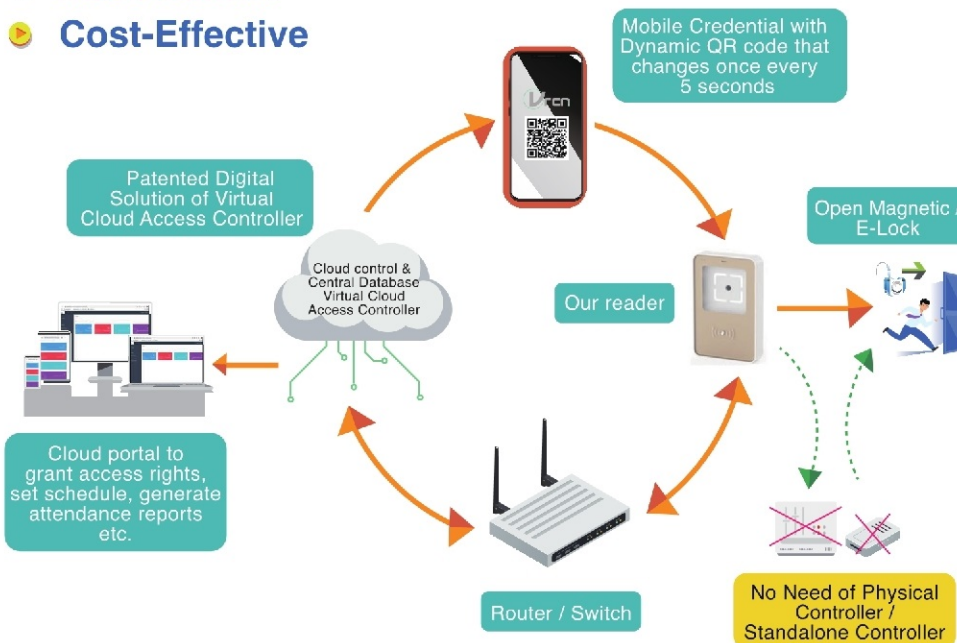 Cost-Effective
Mobile Credential with
Dynamic QR code that
changes once every
5 seconds
Patented Digital
Solution of Virtual
Cloud Access Controller
Open Magnetic /
E-Lock
Cloud control &
Central Database
Virtual Cloud
Access Controller
Our reader
Cloud portal to
grant access rights,
set schedule, generate
attendance reports
etc.
Router / Switch
No Need of Physical
Controller /
Standalone Controller